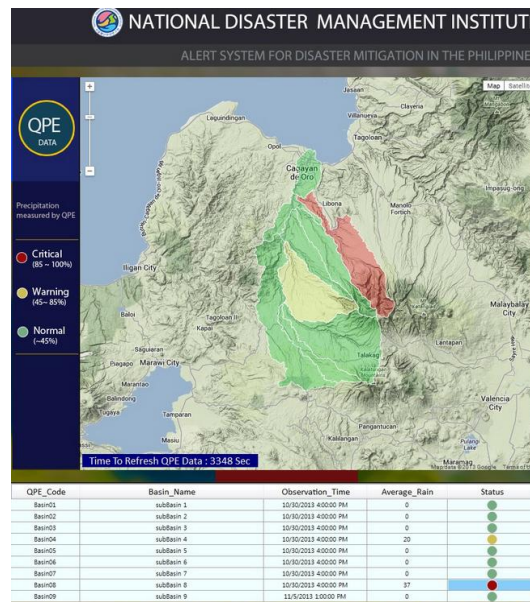 NATIONAL DISASTER MANAGEMENT INSTITUT
ALERT SYSTEM FOR DISASTER MITIGATION IN THE PHILIPPINE
QPE
DATA
Precipitation
measured by QPE
Critical
(85 ~ 100%)
Warning
(45~ 85%)
Normal
(~45%)
Map Satellit
Jasaan
Claveria
Laguindingan
Villanueva
Opol
Tagoloan
Cagayan
de Oro
Impasug-ong
Libona
Manolo
Fortich
Iligan City
Malaybalay
City
Baloi
Tagoloan II
Kapai
Lantapan
Talakag
Saguiaran
Piagapo Marawi City
Marantao
Balindong
Tugaya
Tamparan
Valencia
City
Pangantucan
Masiu
Kalilangan
Pulangi
Lake
Maramag
Map data ©2013 Google Terms of
Time To Refresh QPE Data : 3348 Sec
QPE_Code Basin_Name Observation_Time Average_Rain Status
Basin01 subBasin 1 10/30/2013 4:00:00 PM 0
Basin02 subBasin 2 10/30/2013 4:00:00 PM 0
Basin03 subBasin 3 10/30/2013 4:00:00 PM 0
Basin04 subBasin 4 10/30/2013 4:00:00 PM 20
Basin05 subBasin 5 10/30/2013 4:00:00 PM 0
Basin06 subBasin 6 10/30/2013 4:00:00 PM 0
Basin07 subBasin 7 10/30/2013 4:00:00 PM 0
Basin08 subBasin 8 10/30/2013 4:00:00 PM 37
Basin09 subBasin 9 11/5/2013 1:00:00 PM 0